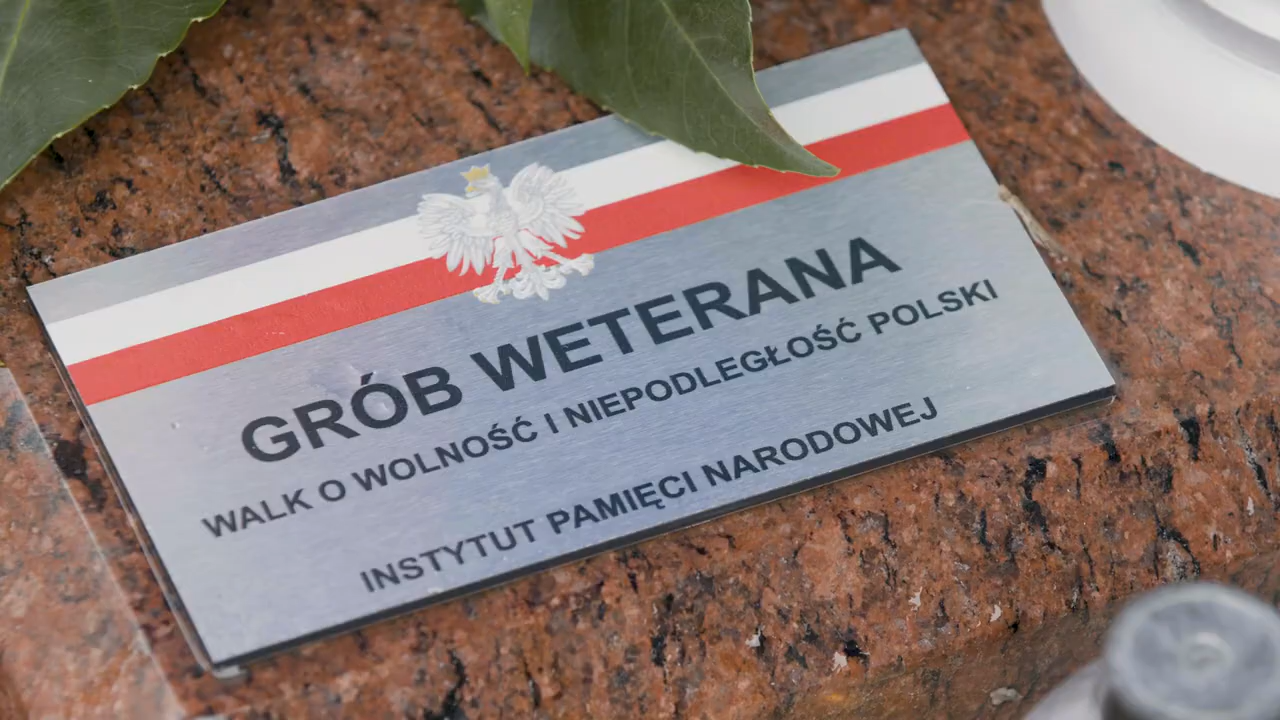 GRÓB WETERANA
WALK O WOLNOŚĆ I NIEPODLEGŁOŚĆ POLSKI
INSTYTUT PAMIĘCI NARODOWEJ